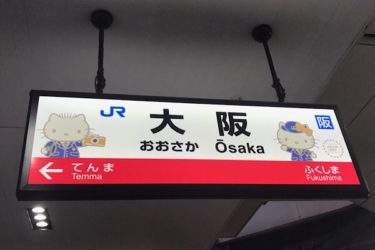 JR 大阪 阪
おおさか Ōsaka
← てんま ふくしま
Temma Fukushima